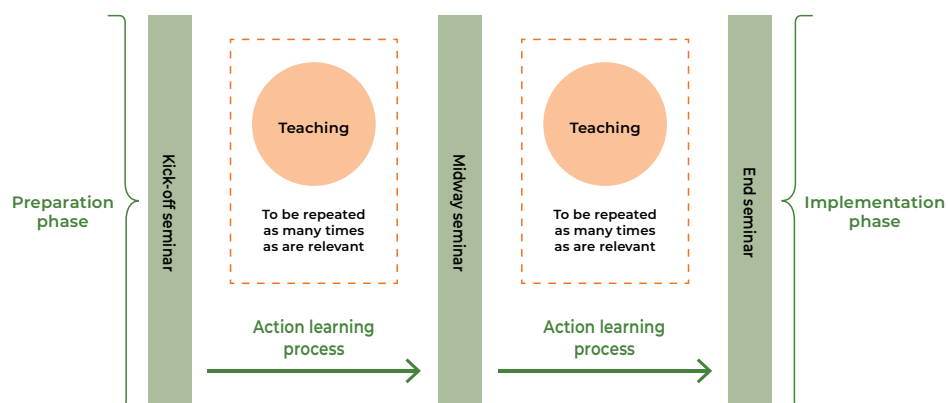 Preparation
phase
Kick-off seminar
Teaching
To be repeated
as many times
as are relevant
Action learning
process
Midway seminar
Teaching
To be repeated
as many times
as are relevant
Action learning
process
End seminar
Implementation
phase